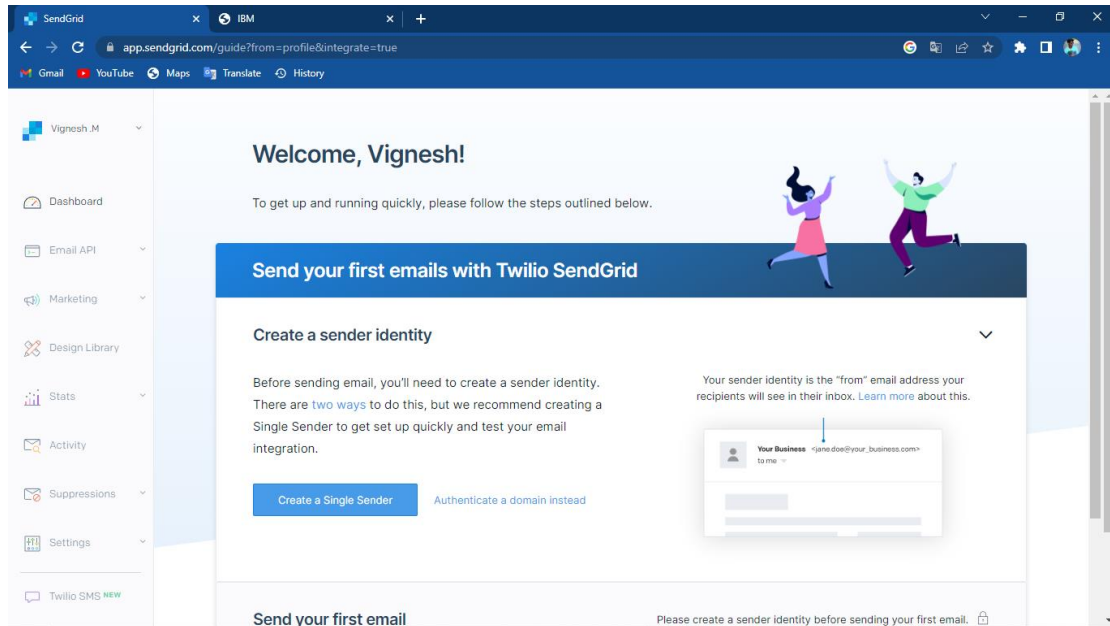 SendGrid
IBM
app.sendgrid.com/guide?from=profile&integrate=true
Gmail
YouTube
Maps
Translate
History
Vignesh .M
Dashboard
Email API
Marketing
Design Library
Stats
Activity
Suppressions
Settings
Twilio SMS NEW
Welcome, Vignesh!
To get up and running quickly, please follow the steps outlined below.
Send your first emails with Twilio SendGrid
Create a sender identity
Before sending email, you'll need to create a sender identity.
There are two ways to do this, but we recommend creating a
Single Sender to get set up quickly and test your email
integration.
Create a Single Sender
Authenticate a domain instead
Your sender identity is the "from" email address your
recipients will see in their inbox. Learn more about this.
Your Business <jane.doe@your_business.com>
to me
Send your first email
Please create a sender identity before sending your first email.